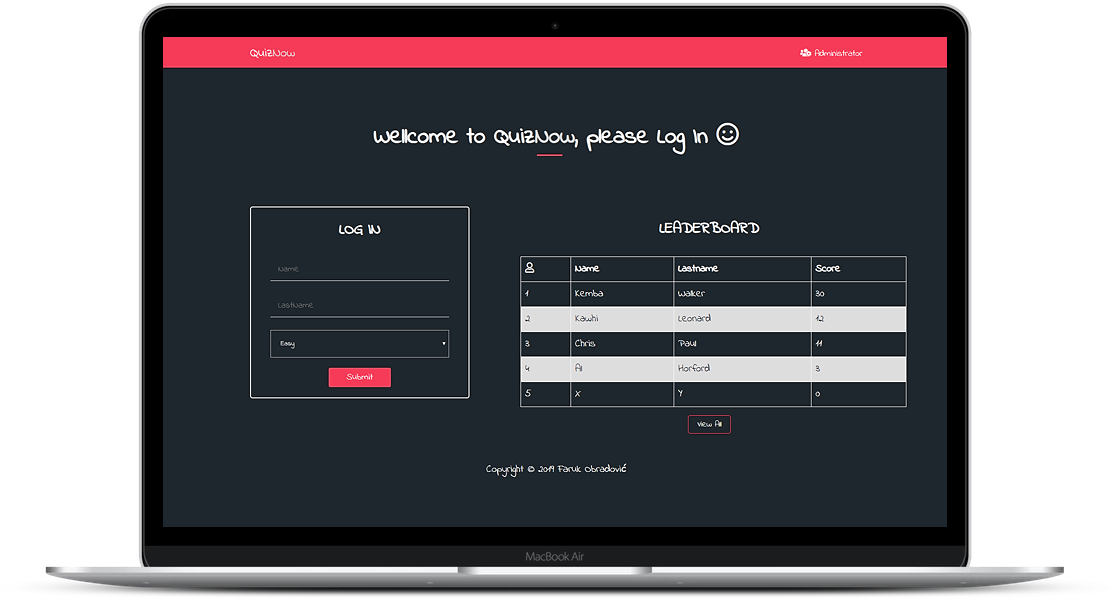 QuizNow
Administrator
Wellcome to QuizNow, please Log In
LOG IN
LEADERBOARD
Name
LastName
Easy
Submit
Name Lastname Score
1 Kemba Walker 30
2 Kawhi Leonard 12
3 Chris Paul 11
4 Al Horford 3
5 X Y 0
View All
Copyright © 2019 Faruk Obradović
MacBook Air